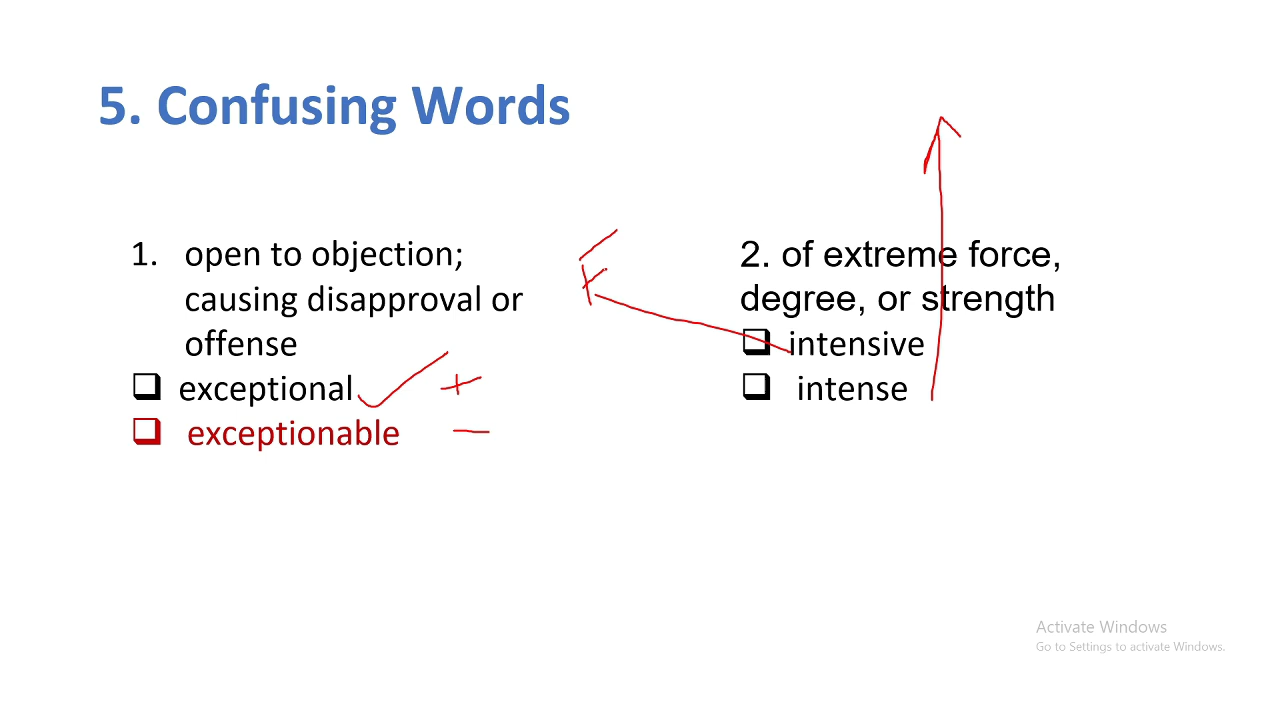 5. Confusing Words
1. open to objection;
causing disapproval or
offense
exceptional
exceptionable
2. of extreme force,
degree, or strength
intensive
intense
Activate Windows
Go to Settings to activate Windows.